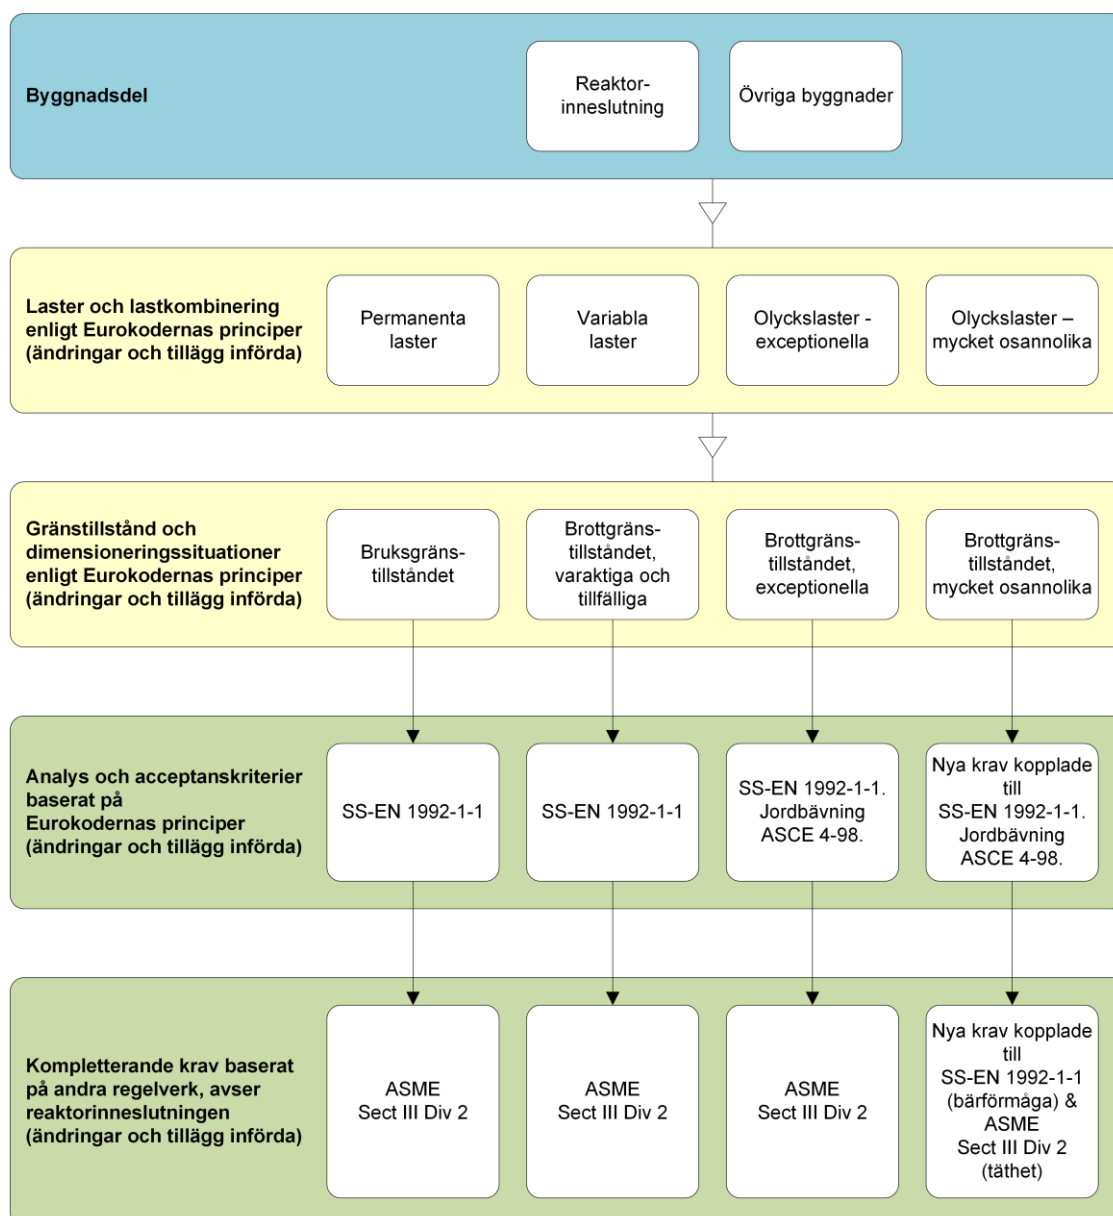 Byggnadsdel
Reaktor-
inneslutning
Övriga byggnader
Laster och lastkombinering
enligt Eurokodernas principer
(ändringar och tillägg införda)
Permanenta
laster
Variabla
laster
Olyckslaster -
exceptionella
Olyckslaster –
mycket osannolika
Gränstillstånd och
dimensioneringssituationer
enligt Eurokodernas principer
(ändringar och tillägg införda)
Bruksgräns-
tillståndet
Brottgräns-
tillståndet,
varaktiga och
tillfälliga
Brottgräns-
tillståndet,
exceptionella
Brottgräns-
tillståndet,
mycket osannolika
Analys och acceptanskriterier
baserat på
Eurokodernas principer
(ändringar och tillägg införda)
SS-EN 1992-1-1
SS-EN 1992-1-1
SS-EN 1992-1-1.
Jordbävning
ASCE 4-98.
Nya krav kopplade
till
SS-EN 1992-1-1.
Jordbävning
ASCE 4-98.
Kompletterande krav baserat
på andra regelverk, avser
reaktorinneslutningen
(ändringar och tillägg införda)
ASME
Sect III Div 2
ASME
Sect III Div 2
ASME
Sect III Div 2
Nya krav kopplade
till
SS-EN 1992-1-1
(bärförmåga) &
ASME
Sect III Div 2
(täthet)